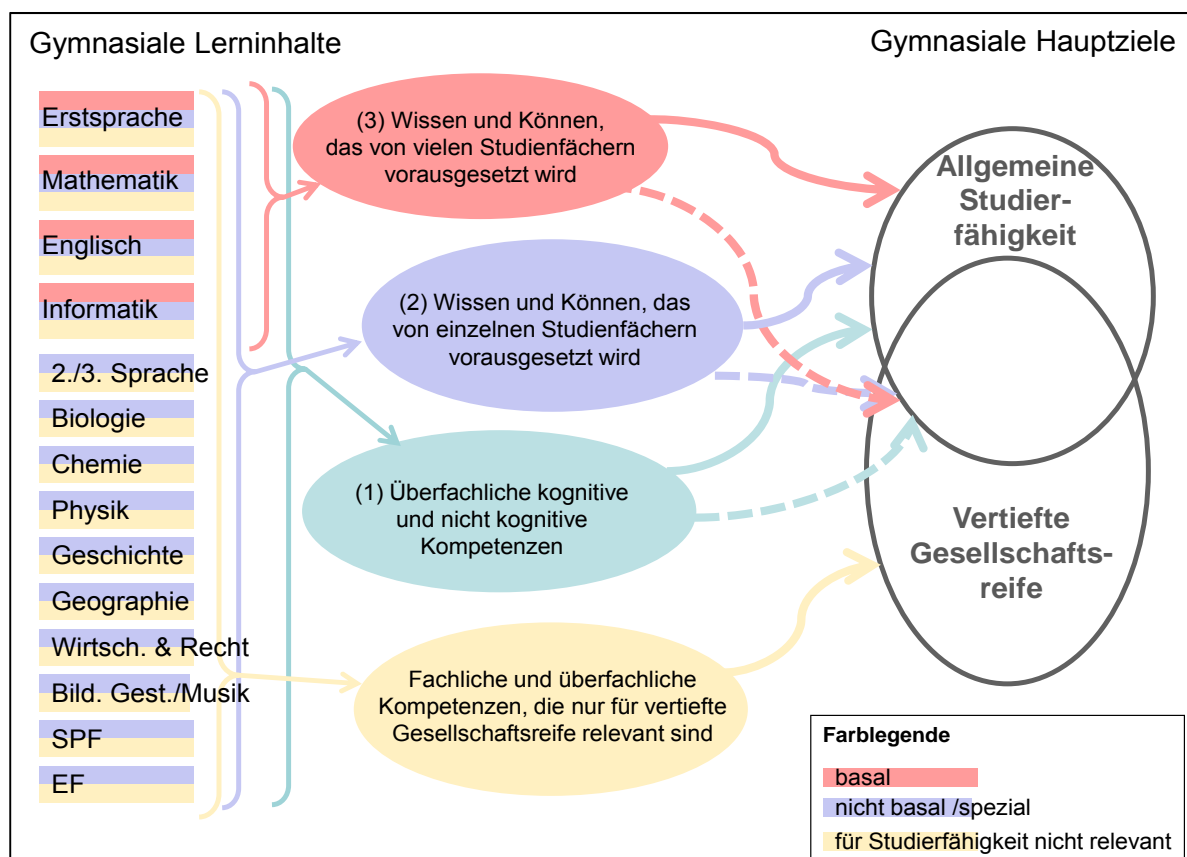 Gymnasiale Lerninhalte
Gymnasiale Hauptziele
Erstsprache
Mathematik
Englisch
Informatik
2./3. Sprache
Biologie
Chemie
Physik
Geschichte
Geographie
Wirtsch. & Recht
Bild. Gest./Musik
SPF
EF
(3) Wissen und Können,
das von vielen Studienfächern
vorausgesetzt wird
(2) Wissen und Können, das
von einzelnen Studienfächern
vorausgesetzt wird
(1) Überfachliche kognitive
und nicht kognitive
Kompetenzen
Fachliche und überfachliche
Kompetenzen, die nur für vertiefte
Gesellschaftsreife relevant sind
Allgemeine
Studier-
fähigkeit
Vertiefte
Gesellschafts-
reife
Farblegende
basal
nicht basal /spezial
für Studierfähigkeit nicht relevant